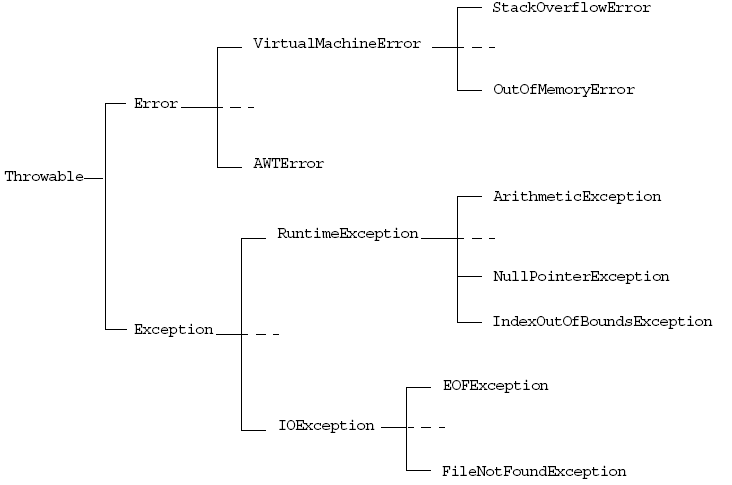 StackOverflowError
VirtualMachineError
OutOfMemoryError
Error
AWTError
Throwable
ArithmeticException
RuntimeException
NullPointerException
IndexOutOfBoundsException
Exception
EOFException
IOException
FileNotFoundException